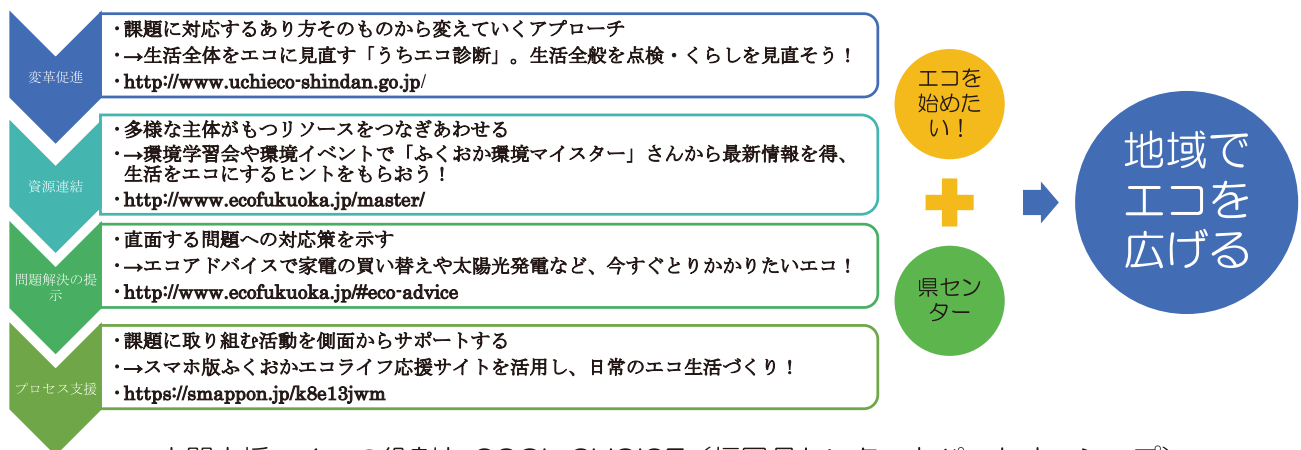 変革促進
・課題に対応するあり方そのものから変えていくアプローチ
・→生活全体をエコに見直す「うちエコ診断」。生活全般を点検・くらしを見直そう！
・http://www.uchieco-shindan.go.jp/
資源連結
・多様な主体がもつリソースをつなぎあわせる
・→環境学習会や環境イベントで「ふくおか環境マイスター」さんから最新情報を得、
生活をエコにするヒントをもらおう！
・http://www.ecofukuoka.jp/master/
問題解決の提
示
・直面する問題への対応策を示す
・→エコアドバイスで家電の買い替えや太陽光発電など、今すぐとりかかりたいエコ！
・http://www.ecofukuoka.jp/#eco-advice
プロセス支援
・課題に取り組む活動を側面からサポートする
・→スマホ版ふくおかエコライフ応援サイトを活用し、日常のエコ生活づくり！
・https://smappon.jp/k8e13jwm
エコを
始めた
い！
県セン
ター
地域で
エコを
広げる
COOL CHOICE